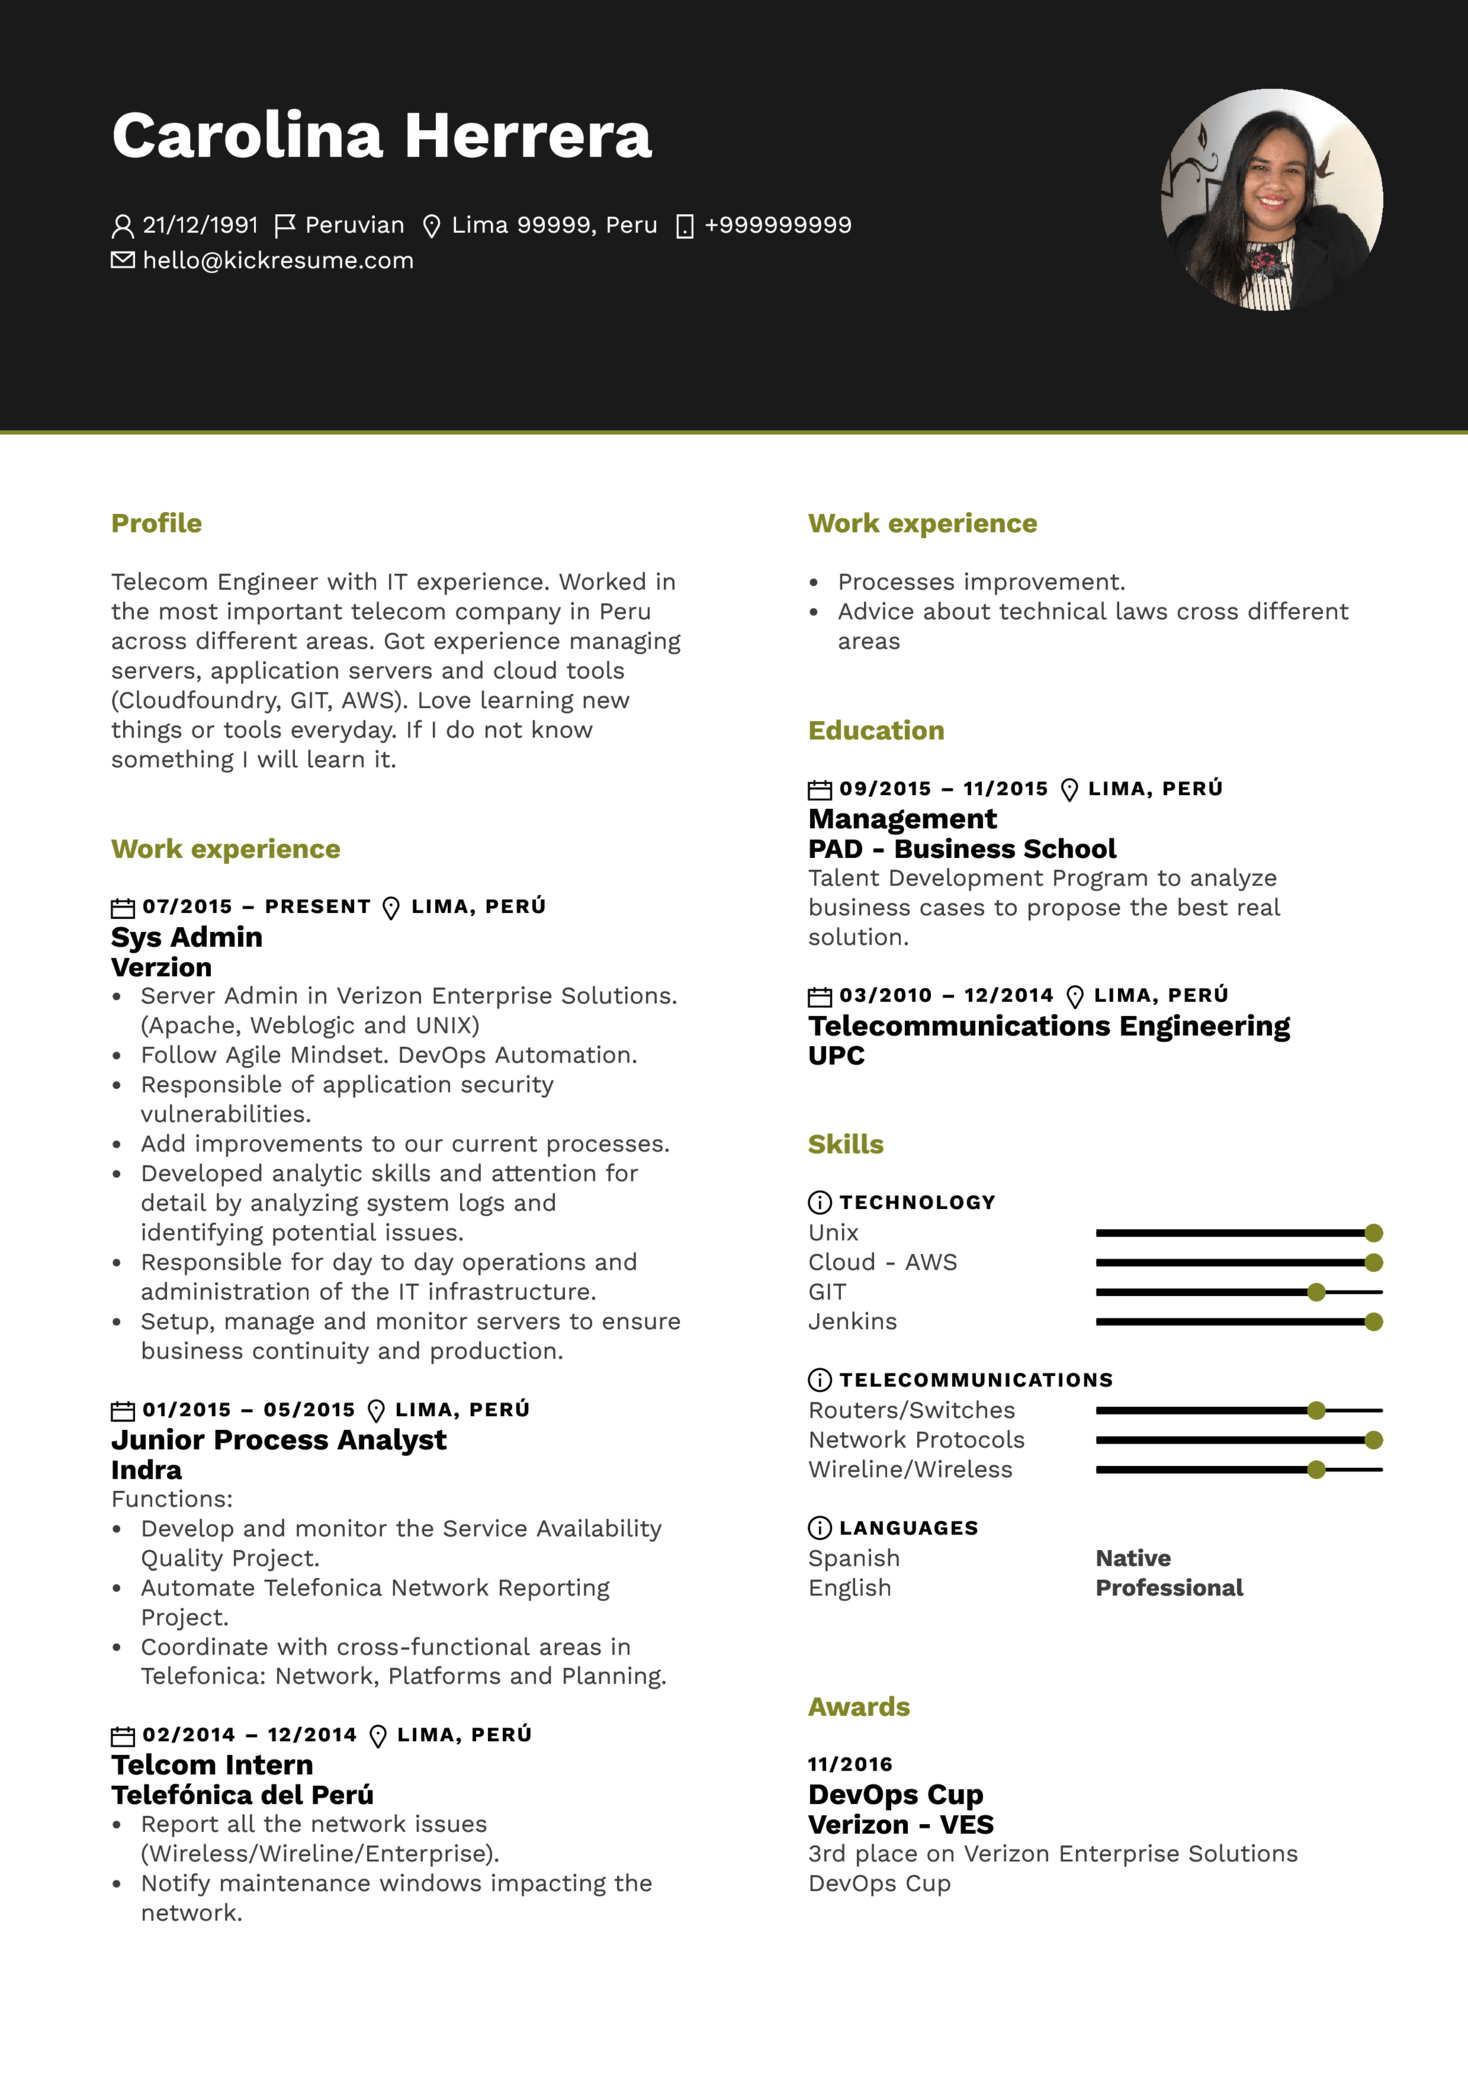 Carolina Herrera
21/12/1991 Peruvian Lima 99999, Peru +999999999
hello@kickresume.com
Profile
Telecom Engineer with IT experience. Worked in
the most important telecom company in Peru
across different areas. Got experience managing
servers, application servers and cloud tools
(Cloudfoundry, GIT, AWS). Love learning new
things or tools everyday. If I do not know
something I will learn it.
Work experience
07/2015 – PRESENT LIMA, PERÚ
Sys Admin
Verzion
• Server Admin in Verizon Enterprise Solutions.
(Apache, Weblogic and UNIX)
• Follow Agile Mindset. DevOps Automation.
• Responsible of application security
vulnerabilities.
• Add improvements to our current processes.
• Developed analytic skills and attention for
detail by analyzing system logs and
identifying potential issues.
• Responsible for day to day operations and
administration of the IT infrastructure.
• Setup, manage and monitor servers to ensure
business continuity and production.
01/2015 – 05/2015 LIMA, PERÚ
Junior Process Analyst
Indra
Functions:
• Develop and monitor the Service Availability
Quality Project.
• Automate Telefonica Network Reporting
Project.
• Coordinate with cross-functional areas in
Telefonica: Network, Platforms and Planning.
02/2014 – 12/2014 LIMA, PERÚ
Telcom Intern
Telefónica del Perú
• Report all the network issues
(Wireless/Wireline/Enterprise).
• Notify maintenance windows impacting the
network.
Work experience
• Processes improvement.
• Advice about technical laws cross different
areas
Education
09/2015 – 11/2015 LIMA, PERÚ
Management
PAD - Business School
Talent Development Program to analyze
business cases to propose the best real
solution.
03/2010 – 12/2014 LIMA, PERÚ
Telecommunications Engineering
UPC
Skills
TECHNOLOGY
Unix
Cloud - AWS
GIT
Jenkins
TELECOMMUNICATIONS
Routers/Switches
Network Protocols
Wireline/Wireless
LANGUAGES
Spanish Native
English Professional
Awards
11/2016
DevOps Cup
Verizon - VES
3rd place on Verizon Enterprise Solutions
DevOps Cup